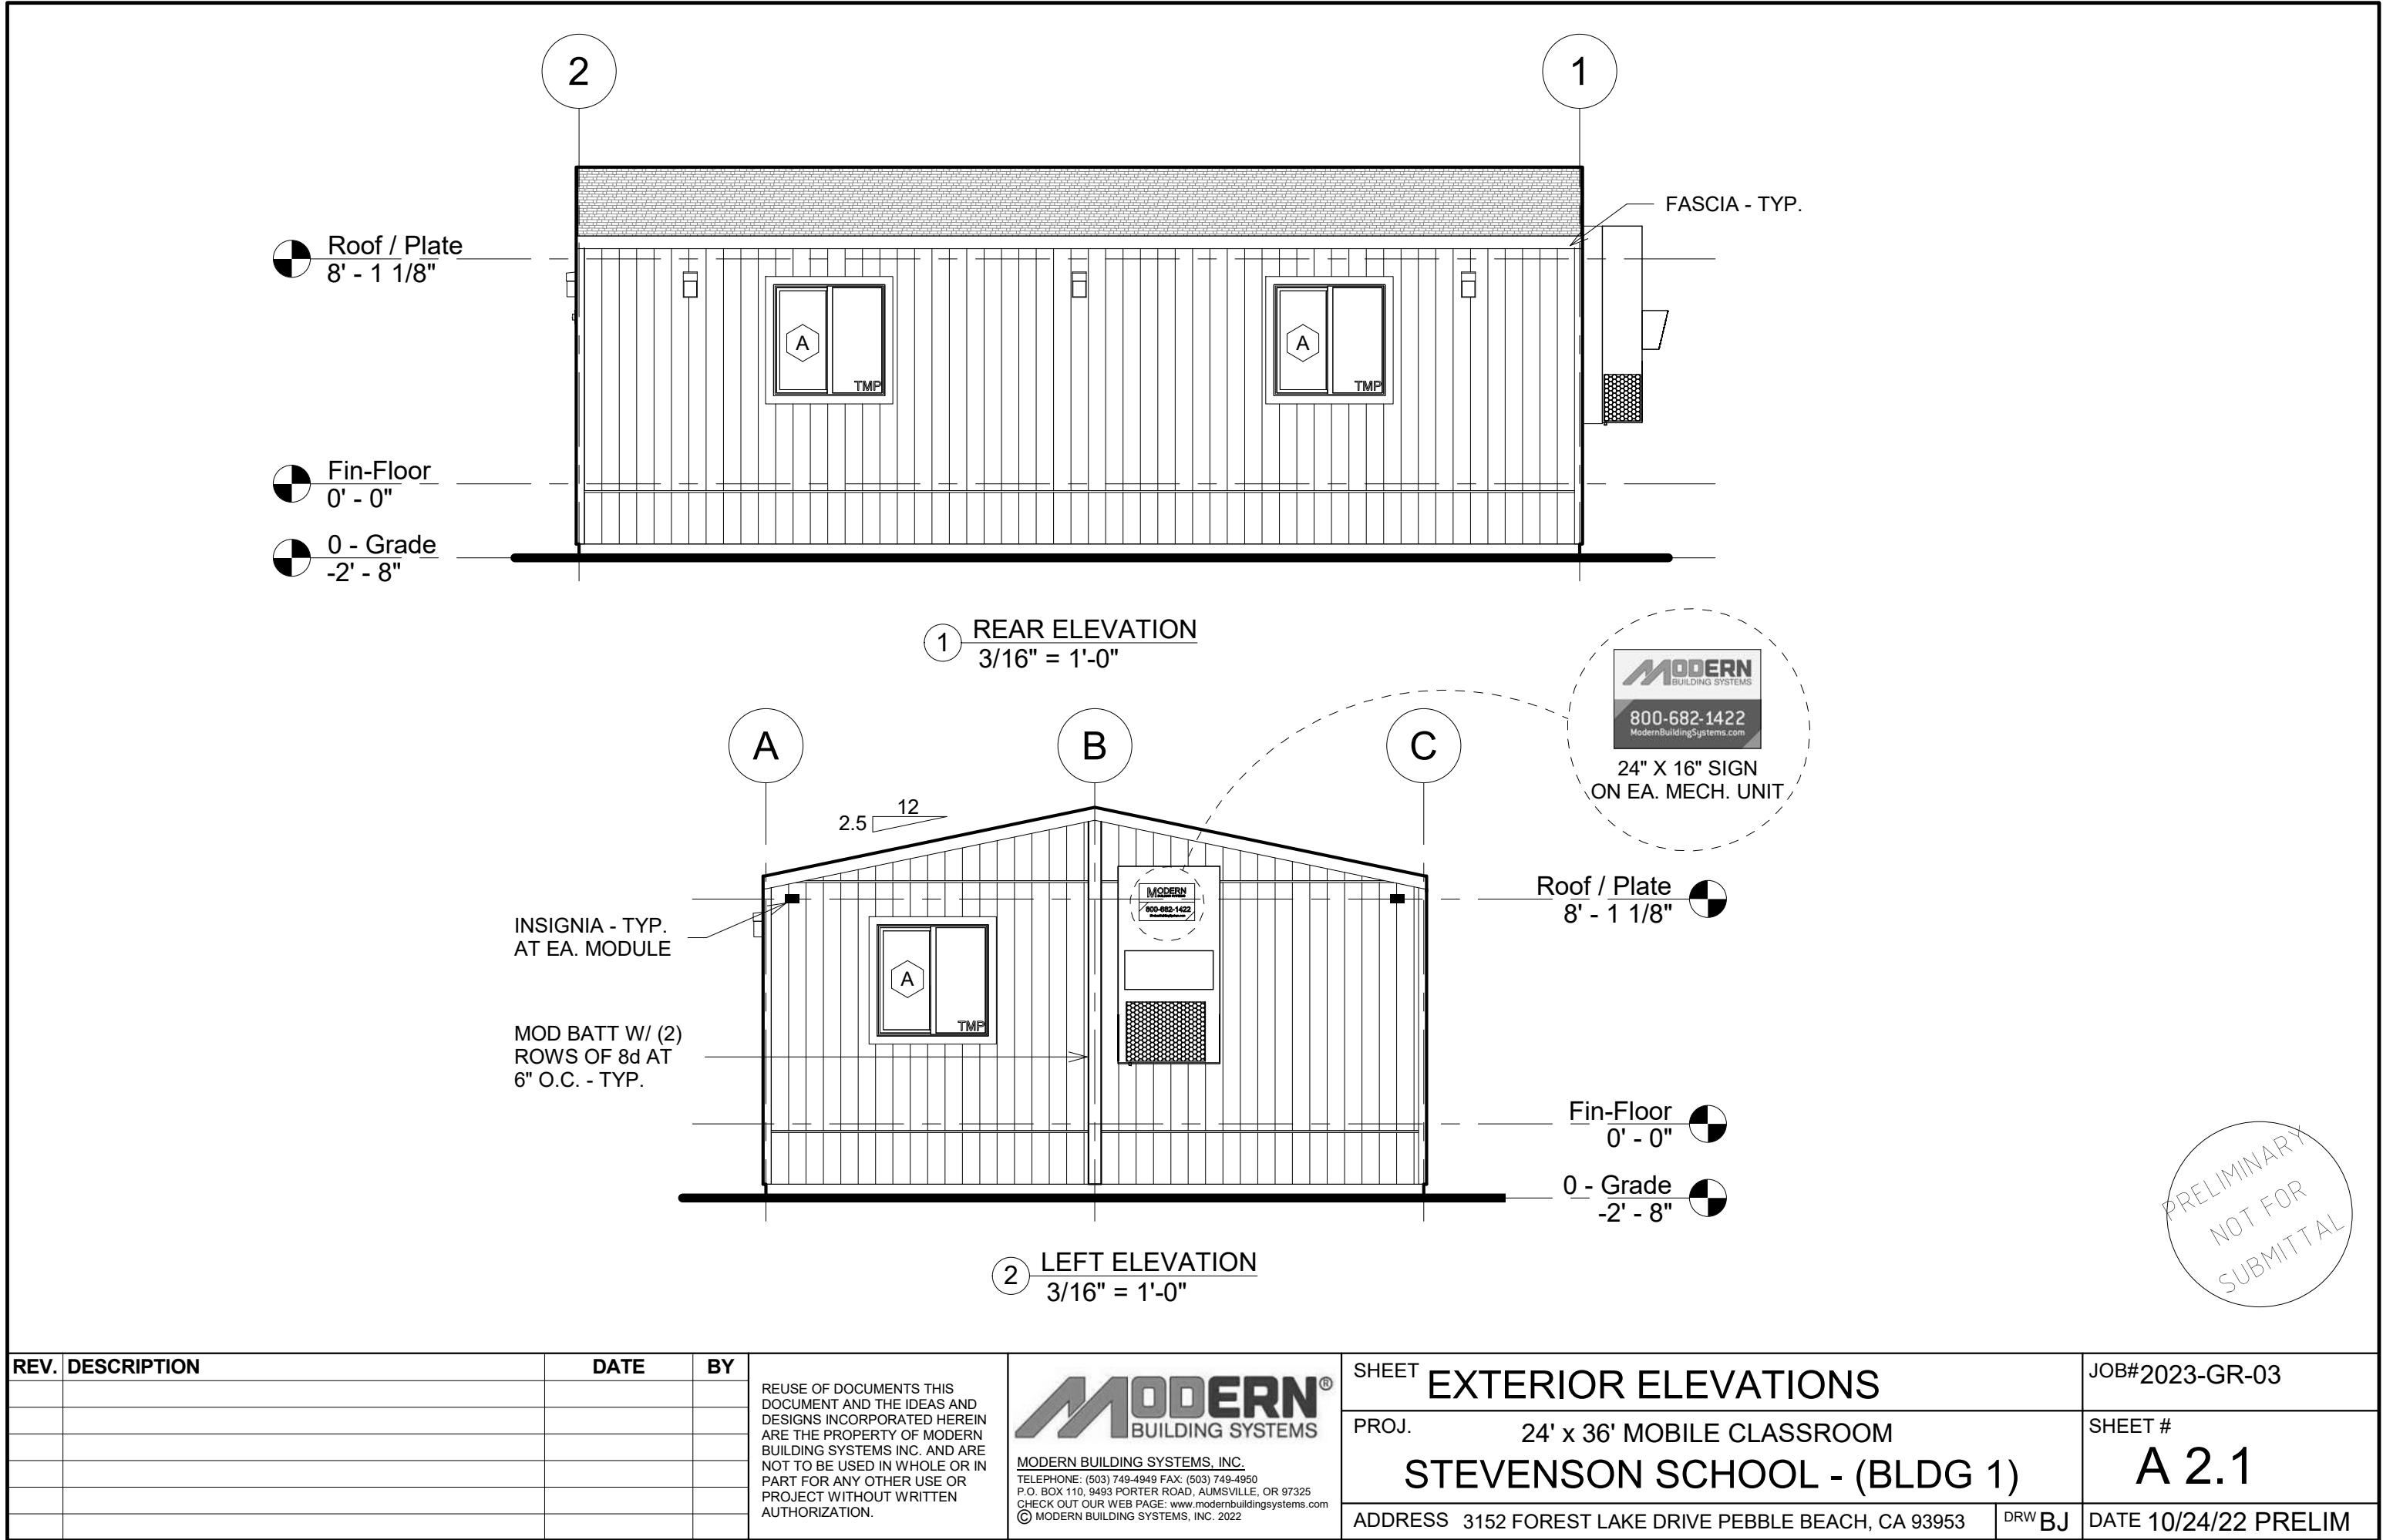 2
1
FASCIA - TYP.
Roof / Plate
8' - 1 1/8"
A
TMP
A
TMP
Fin-Floor
0' - 0"
0 - Grade
-2' - 8"
1
REAR ELEVATION
3/16" = 1'-0"
MODERN
BUILDING SYSTEMS
800-682-1422
ModernBuildingSystems.com
24" X 16" SIGN
ON EA. MECH. UNIT
A
B
C
12
2.5
MODERN
800-682-1422
INSIGNIA - TYP.
AT EA. MODULE
A
TMP
MOD BATT W/ (2)
ROWS OF 8d AT
6" O.C. - TYP.
Roof / Plate
8' - 1 1/8"
Fin-Floor
0' - 0"
0 - Grade
-2' - 8"
2
LEFT ELEVATION
3/16" = 1'-0"
PRELIMINARY
NOT FOR
SUBMITTAL
REV. DESCRIPTION DATE BY
REUSE OF DOCUMENTS THIS
DOCUMENT AND THE IDEAS AND
DESIGNS INCORPORATED HEREIN
ARE THE PROPERTY OF MODERN
BUILDING SYSTEMS INC. AND ARE
NOT TO BE USED IN WHOLE OR IN
PART FOR ANY OTHER USE OR
PROJECT WITHOUT WRITTEN
AUTHORIZATION.
MODERN®
BUILDING SYSTEMS
MODERN BUILDING SYSTEMS, INC.
TELEPHONE: (503) 749-4949 FAX: (503) 749-4950
P.O. BOX 110, 9493 PORTER ROAD, AUMSVILLE, OR 97325
CHECK OUT OUR WEB PAGE: www.modernbuildingsystems.com
© MODERN BUILDING SYSTEMS, INC. 2022
SHEET EXTERIOR ELEVATIONS
PROJ. 24' x 36' MOBILE CLASSROOM
STEVENSON SCHOOL - (BLDG 1)
ADDRESS 3152 FOREST LAKE DRIVE PEBBLE BEACH, CA 93953
DRW BJ
JOB# 2023-GR-03
SHEET #
A 2.1
DATE 10/24/22 PRELIM